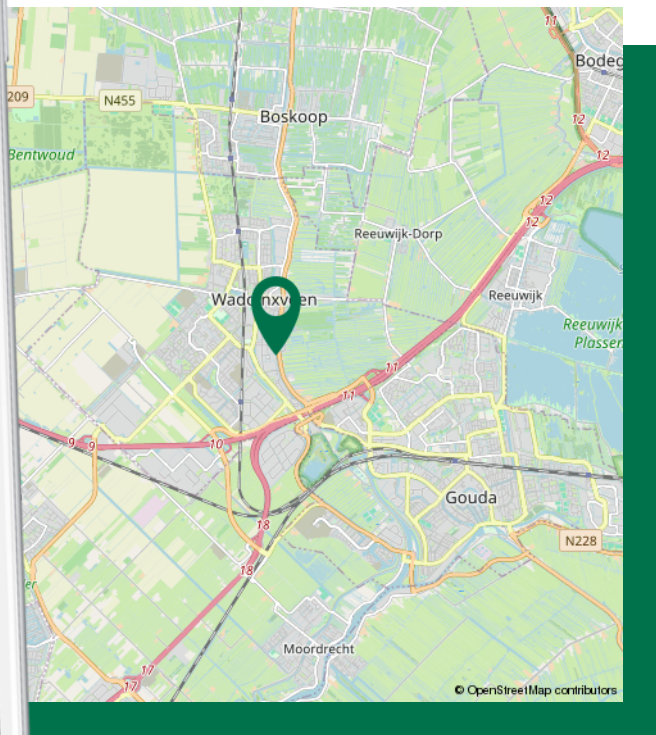 11
Bodeg
209
N455
Boskoop
12
Bentwoud
12
12
12
Reeuwijk-Dorp
Reeuwijk
Reeuwijk
Plassen
11
11
9
9
10
Gouda
18
N228
18
Moordrecht
17
17
© OpenStreetMap contributors